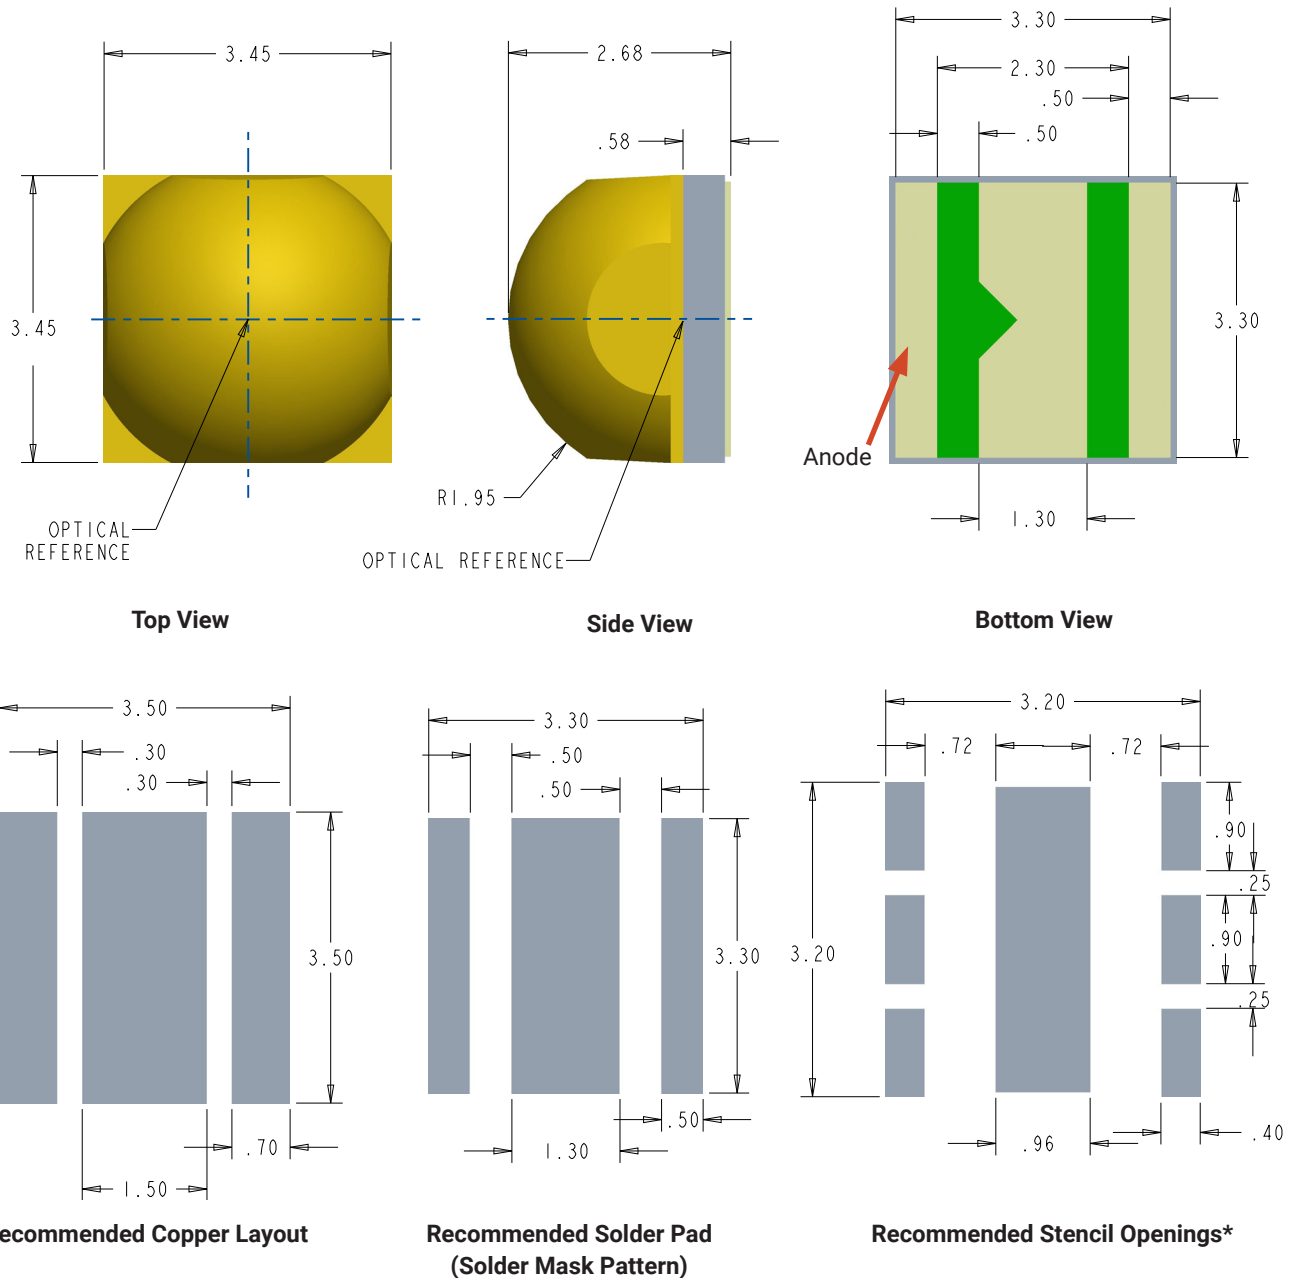 3.45
3.45
OPTICAL
REFERENCE
Top View
2.68
.58
R1.95
OPTICAL REFERENCE
Side View
3.30
2.30
.50
.50
3.30
Anode
1.30
Bottom View
3.50
.30
.30
3.50
.70
1.50
ecommended Copper Layout
3.30
.50
.50
3.30
.50
1.30
Recommended Solder Pad
(Solder Mask Pattern)
3.20
.72
.72
.90
.25
.90
.25
3.20
.96
.40
Recommended Stencil Openings*